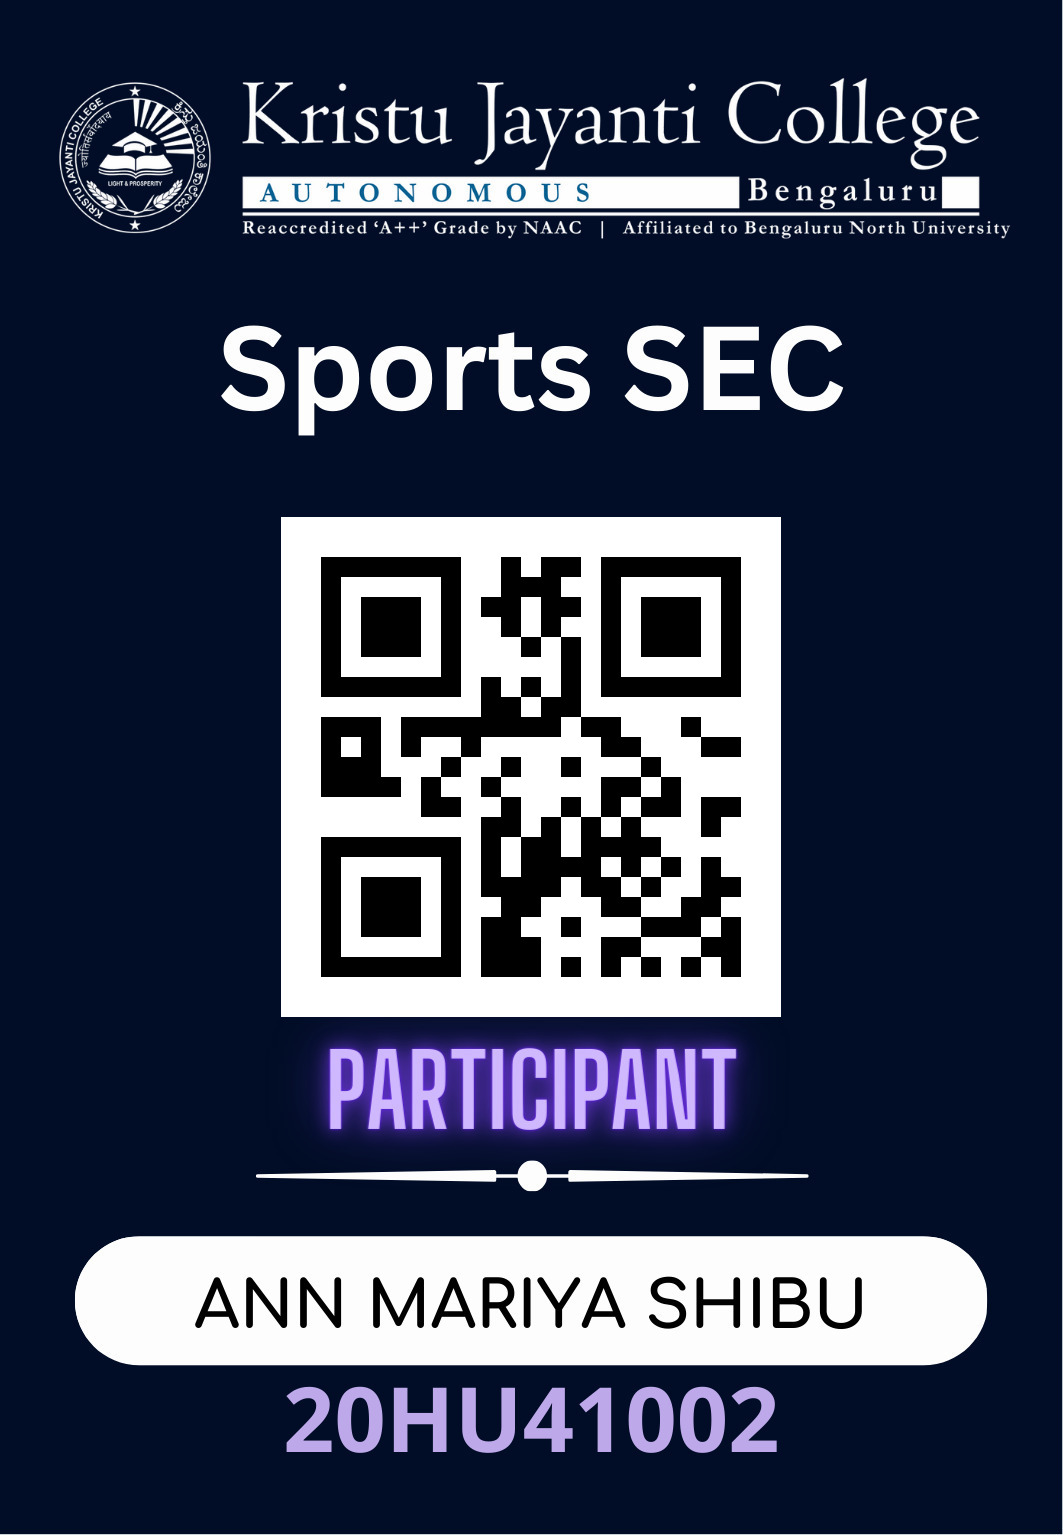 KRISTU JAYANTI COLLEGE
ज्योतिसंवादयाय
LIGHT & PROSPERITY
Kristu Jayanti College
AUTONOMOUS Bengaluru
Reaccredited ‘A++’ Grade by NAAC | Affiliated to Bengaluru North University
Sports SEC
PARTICIPANT
ANN MARIYA SHIBU
20HU41002